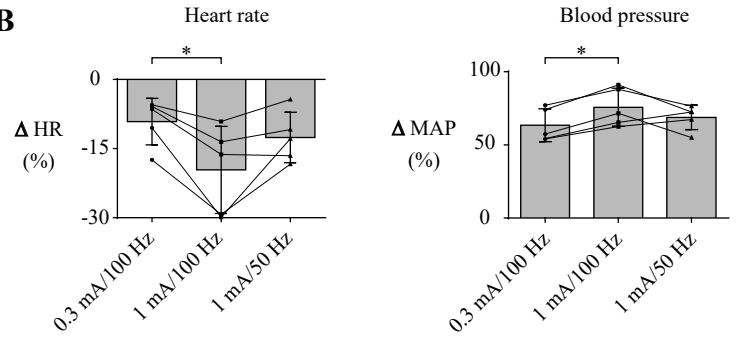 B
Heart rate
Blood pressure
*
*
0
-15
-30
Δ HR
(%)
100
50
0
Δ MAP
(%)
0.3 mA/100 Hz
1 mA/100 Hz
1 mA/50 Hz
0.3 mA/100 Hz
1 mA/100 Hz
1 mA/50 Hz